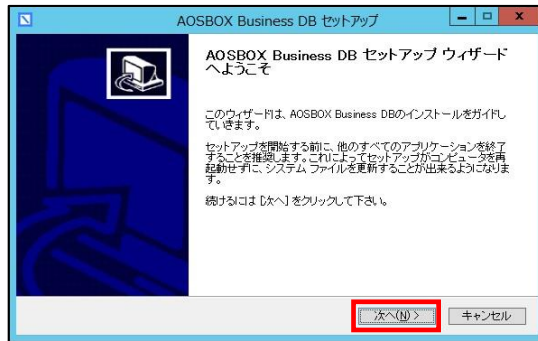 AOSBOX Business DB セットアップ
AOSBOX Business DB セットアップ ウィザード
へようこそ
このウィザードは、AOSBOX Business DBのインストールをガイドし
ていきます。
セットアップを開始する前に、他のすべてのアプリケーションを終了
することを推奨します。これによってセットアップがコンピュータを再
起動せずに、システム ファイルを更新することが出来るようになりま
す。
続けるには [次へ] をクリックして下さい。
次へ(N) >
キャンセル